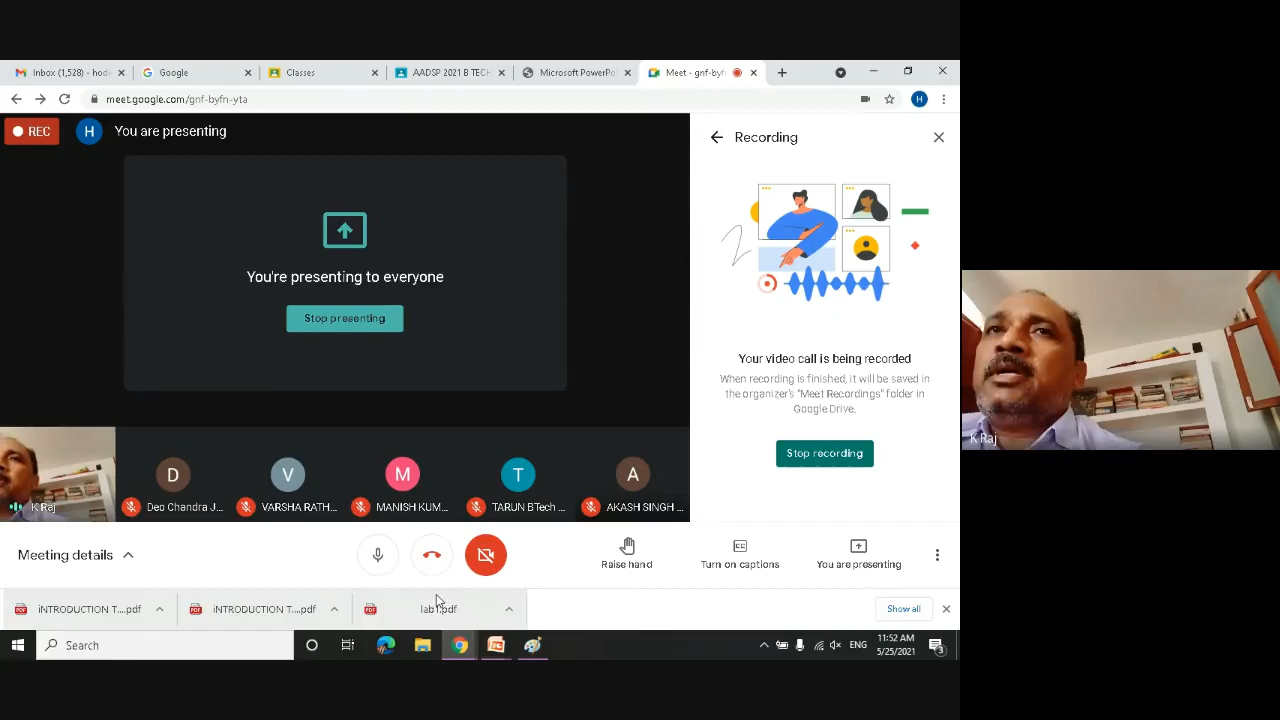 Inbox (1,528) - hod
Google
Classes
AADSP 2021 B TECH
Microsoft PowerPo
Meet - gnf-byfn
meet.google.com/gnf-byfn-yta
H
REC
H
You are presenting
Recording
You're presenting to everyone
Stop presenting
Your video call is being recorded
When recording is finished, it will be saved in
the organizer's "Meet Recordings" folder in
Google Drive.
Stop recording
K Raj
D
Deo Chandra J...
V
VARSHA RATH...
M
MANISH KUM...
T
TARUN BTech ...
A
AKASH SINGH ...
K Raj
Meeting details
Raise hand
Turn on captions
You are presenting
iNTRODUCTION T....pdf
iNTRODUCTION T....pdf
lab1.pdf
Show all
Search
ENG
11:52 AM
5/25/2021
3